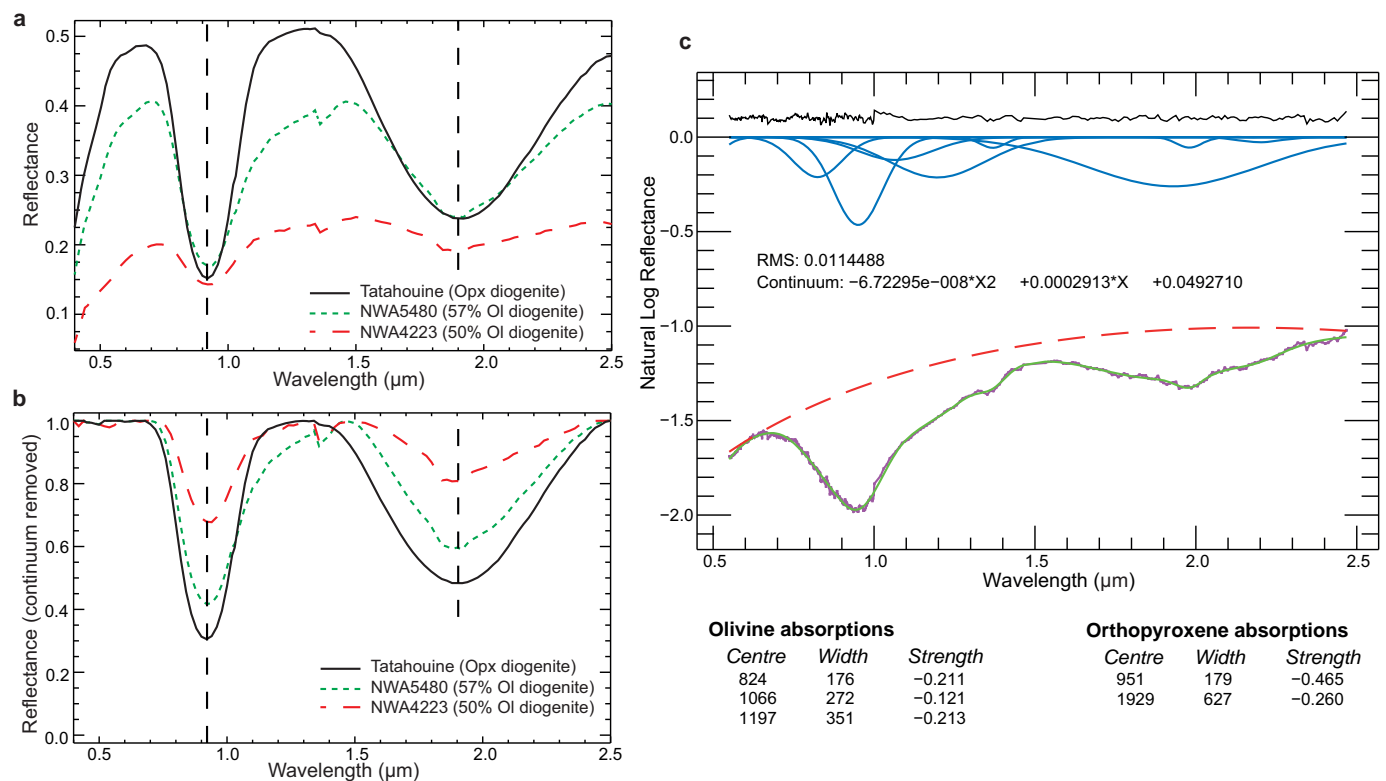 a
0.5
0.4
0.3
0.2
0.1
Reflectance
Tatahouine (Opx diogenite)
NWA5480 (57% Ol diogenite)
NWA4223 (50% Ol diogenite)
0.5 1.0 1.5 2.0 2.5
Wavelength (µm)
b
1.0
0.8
0.6
0.4
0.2
0.0
Reflectance (continuum removed)
Tatahouine (Opx diogenite)
NWA5480 (57% Ol diogenite)
NWA4223 (50% Ol diogenite)
0.5 1.0 1.5 2.0 2.5
Wavelength (µm)
c
0.0
−0.5
−1.0
−1.5
−2.0
Natural Log Reflectance
RMS: 0.0114488
Continuum: −6.72295e−008*X2 +0.0002913*X +0.0492710
0.5 1.0 1.5 2.0 2.5
Wavelength (µm)
Olivine absorptions
Centre Width Strength
824 176 −0.211
1066 272 −0.121
1197 351 −0.213
Orthopyroxene absorptions
Centre Width Strength
951 179 −0.465
1929 627 −0.260